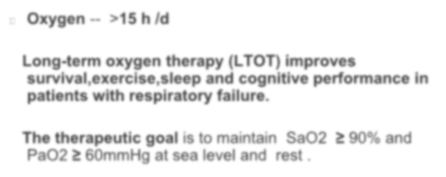 Oxygen -- >15 h /d
Long-term oxygen therapy (LTOT) improves
survival,exercise,sleep and cognitive performance in
patients with respiratory failure.
The therapeutic goal is to maintain SaO2 ≥ 90% and
PaO2 ≥ 60mmHg at sea level and rest .